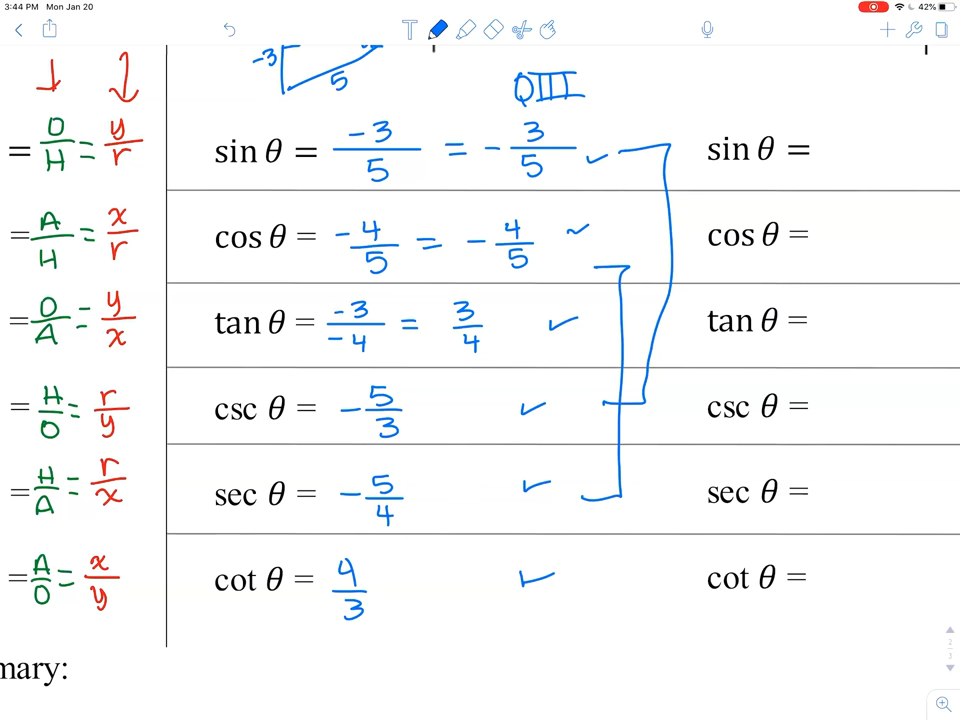 3:44 PM Mon Jan 20 42%
T
-3
5
QIII
= O/H = y/r sin θ = -3/5 = -3/5 ✓ sin θ =
= A/H = x/r cos θ = -4/5 = -4/5 ~ cos θ =
= O/A = y/x tan θ = -3/-4 = 3/4 ✓ tan θ =
= H/O = r/y csc θ = -5/3 ✓ csc θ =
= H/A = r/x sec θ = -5/4 ✓ sec θ =
= A/O = x/y cot θ = 4/3 ✓ cot θ =
2
3
mary: